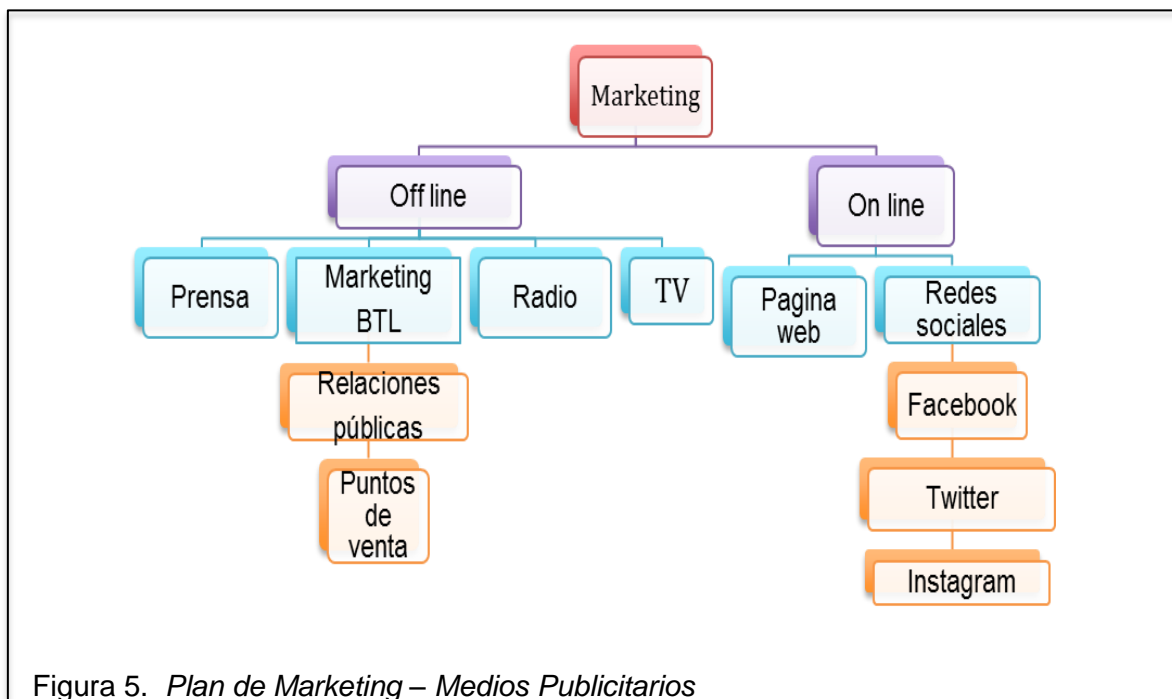 Marketing
Off line
On line
Prensa
Marketing
BTL
Radio
TV
Pagina
web
Redes
sociales
Relaciones
públicas
Facebook
Puntos
de
venta
Twitter
Instagram
Figura 5. Plan de Marketing – Medios Publicitarios